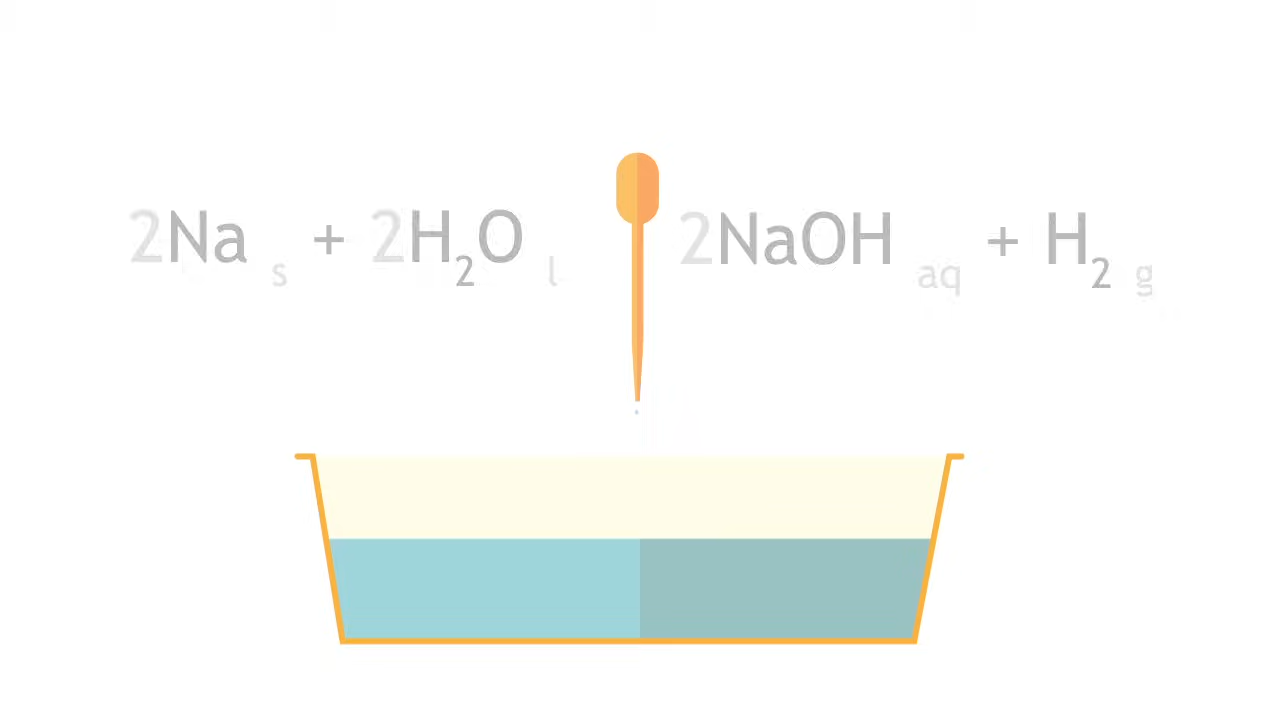 2Na s + 2H₂O l 2NaOH aq + H₂ g